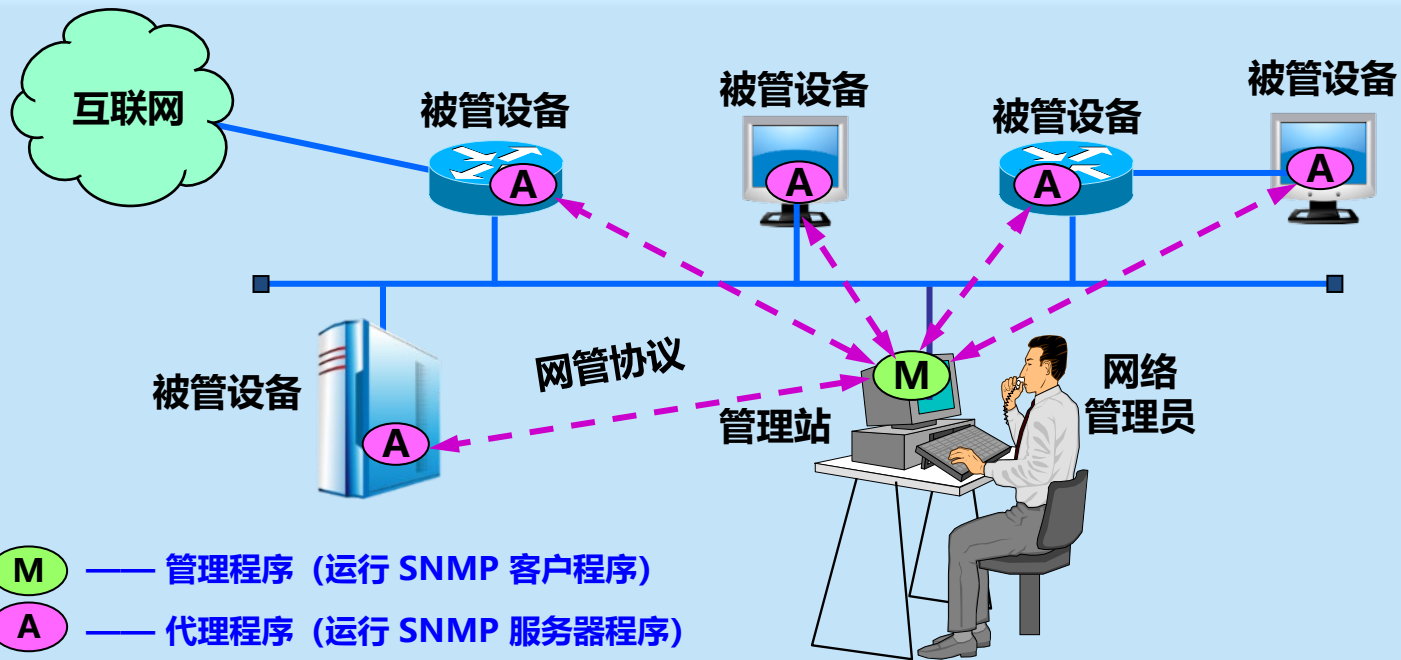 互联网
被管设备
被管设备
被管设备
被管设备
A
A
A
A
被管设备
A
网管协议
管理站
M
网络
管理员
M —— 管理程序 (运行 SNMP 客户程序)
A —— 代理程序 (运行 SNMP 服务器程序)